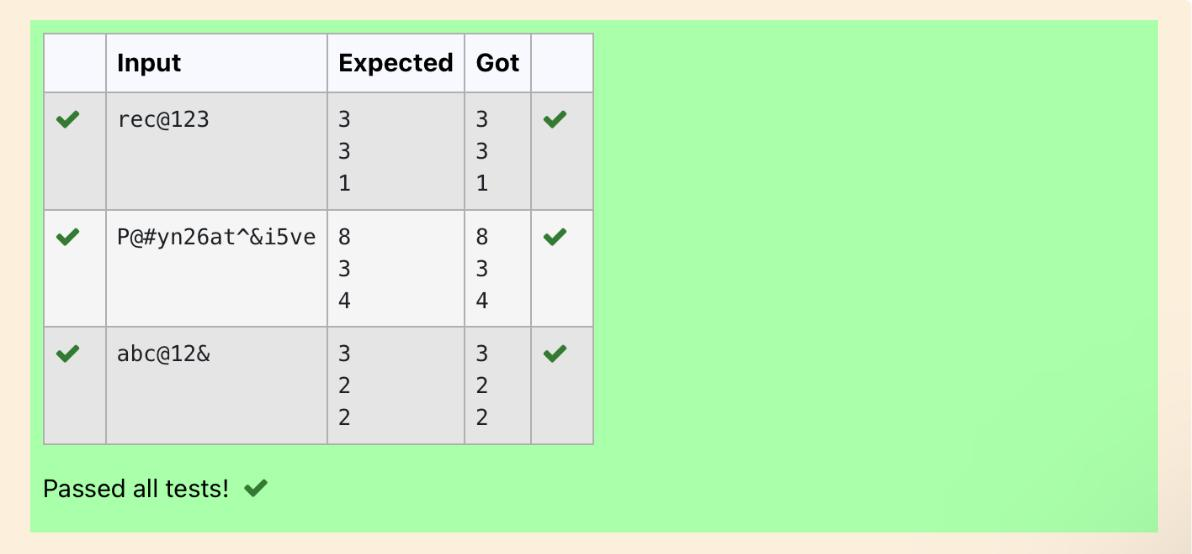 Input Expected Got
rec@123 3 3
3 3
1 1
P@#yn26at^&i5ve 8 8
3 3
4 4
abc@12& 3 3
2 2
2 2
Passed all tests!